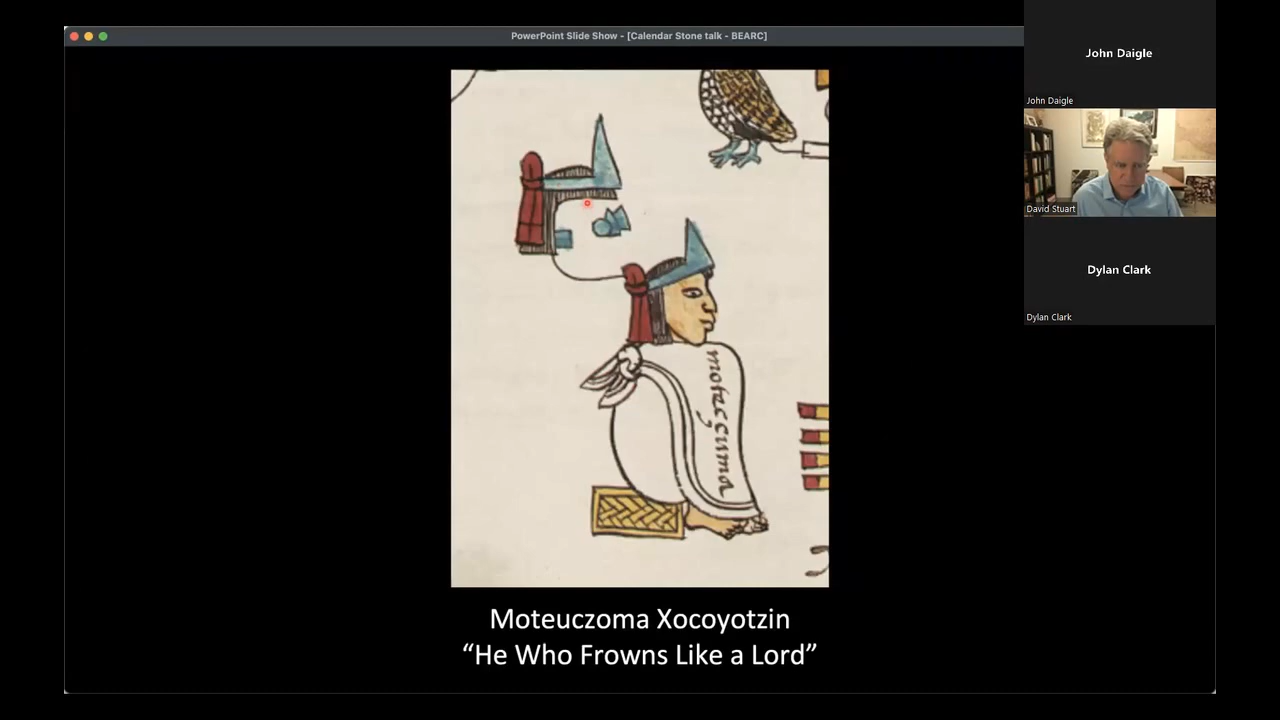 PowerPoint Slide Show - [Calendar Stone talk - BEARC]
John Daigle
John Daigle
David Stuart
Dylan Clark
Dylan Clark
motecçuma
Moteuczoma Xocoyotzin
“He Who Frowns Like a Lord”